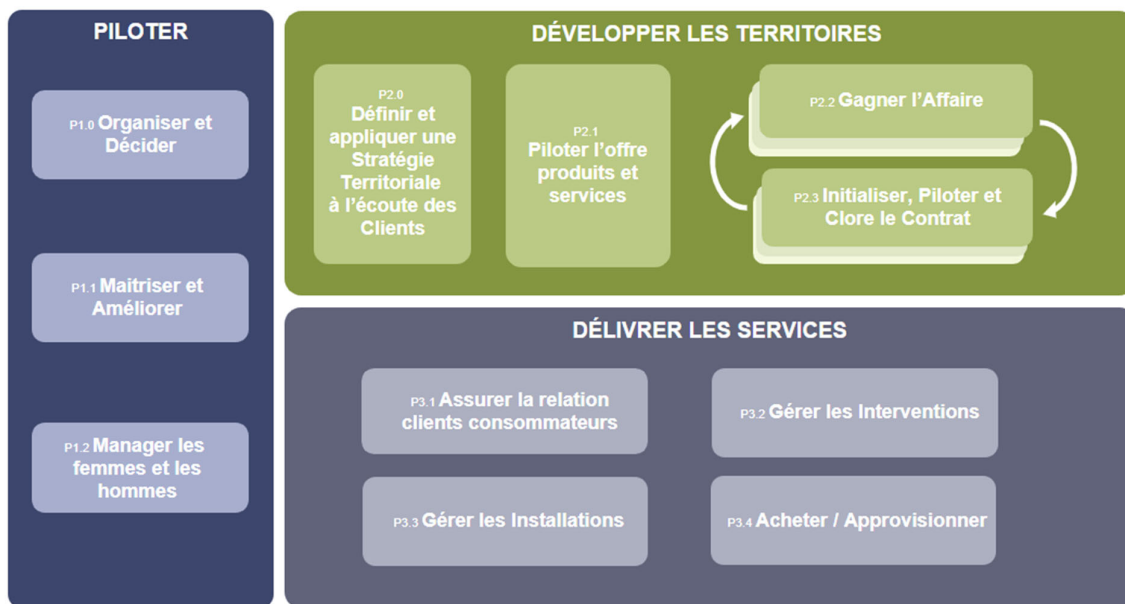 PILOTER
P1.0 Organiser et
Décider
P1.1 Maitriser et
Améliorer
P1.2 Manager les
femmes et les
hommes
DÉVELOPPER LES TERRITOIRES
P2.0
Définir et
appliquer une
Stratégie
Territoriale
à l’écoute des
Clients
P2.1
Piloter l’offre
produits et
services
P2.2 Gagner l’Affaire
P2.3 Initialiser, Piloter et
Clore le Contrat
DÉLIVRER LES SERVICES
P3.1 Assurer la relation
clients consommateurs
P3.2 Gérer les Interventions
P3.3 Gérer les Installations
P3.4 Acheter / Approvisionner